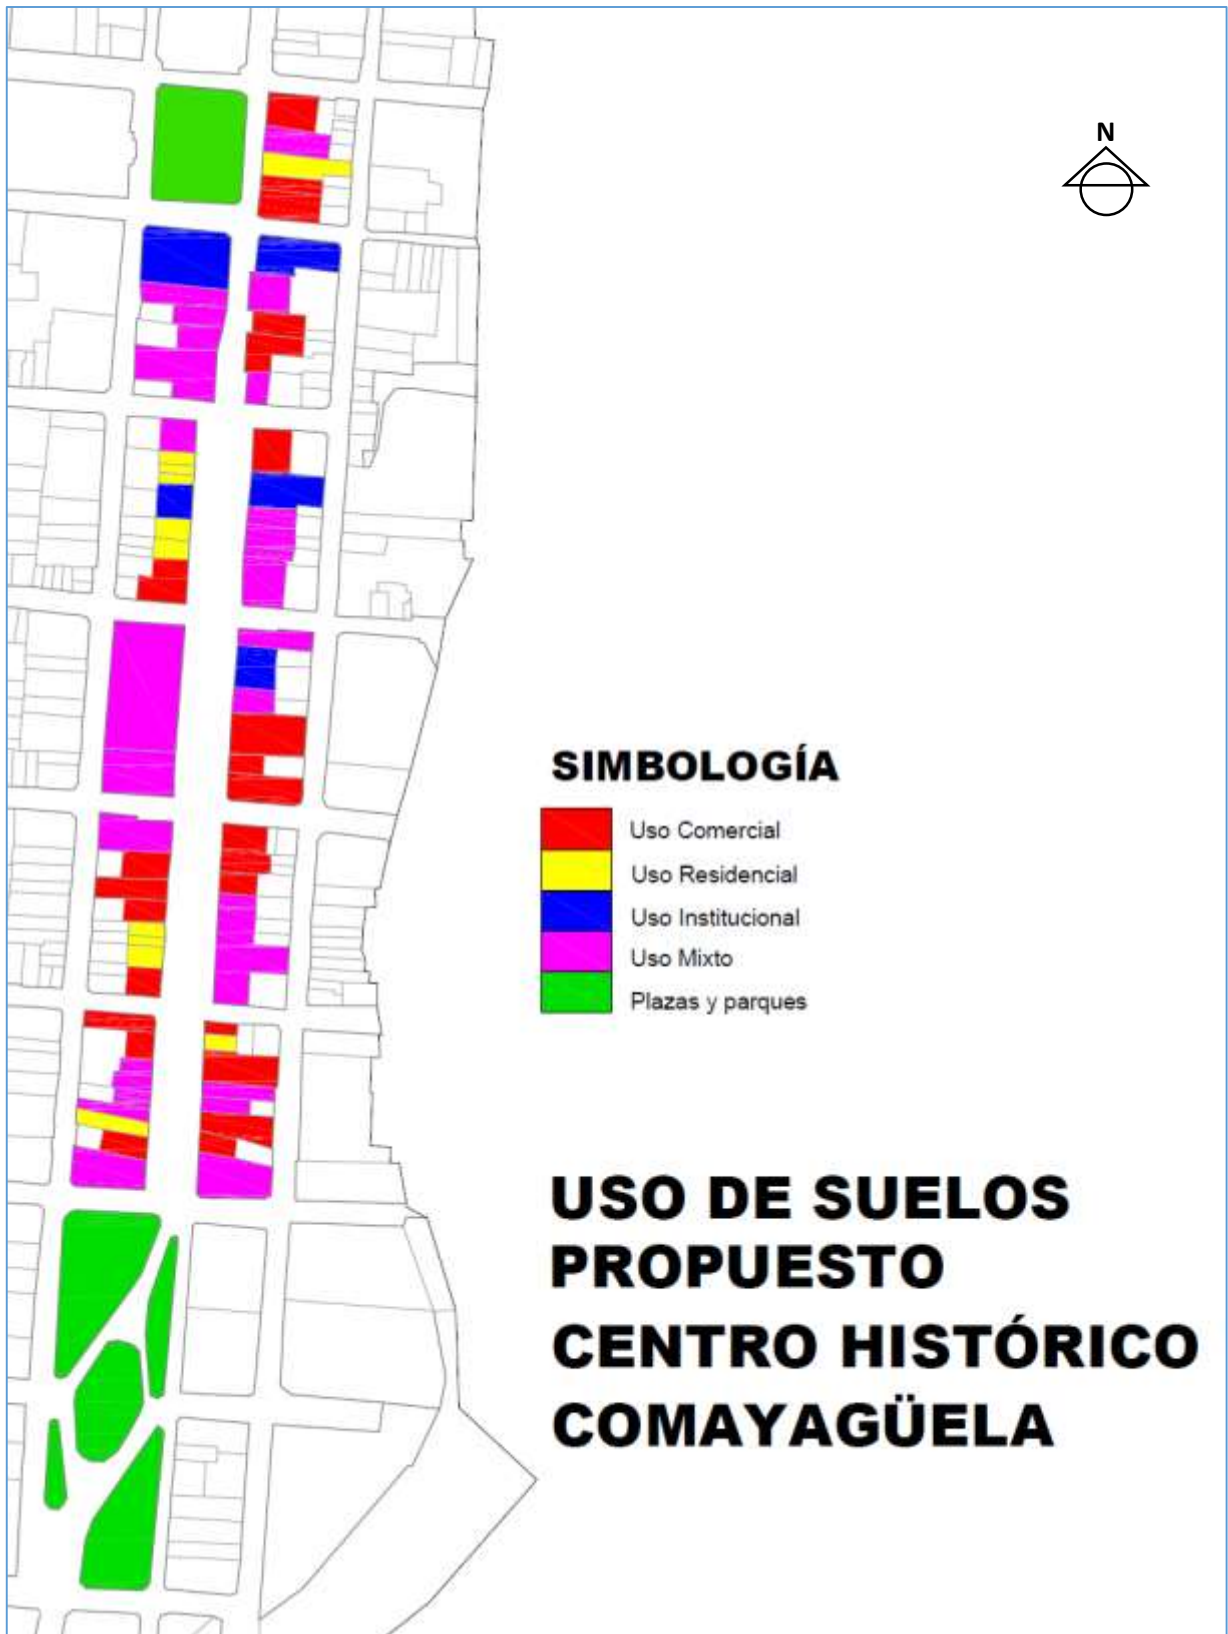 N
SIMBOLOGÍA
Uso Comercial
Uso Residencial
Uso Institucional
Uso Mixto
Plazas y parques
USO DE SUELOS
PROPUESTO
CENTRO HISTÓRICO
COMAYAGÜELA